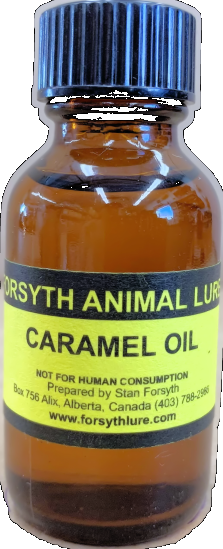 FORSYTH ANIMAL LURE
CARAMEL OIL
NOT FOR HUMAN CONSUMPTION
Prepared by Stan Forsyth
Box 756 Alix, Alberta, Canada (403) 788-2986
www.forsythlure.com